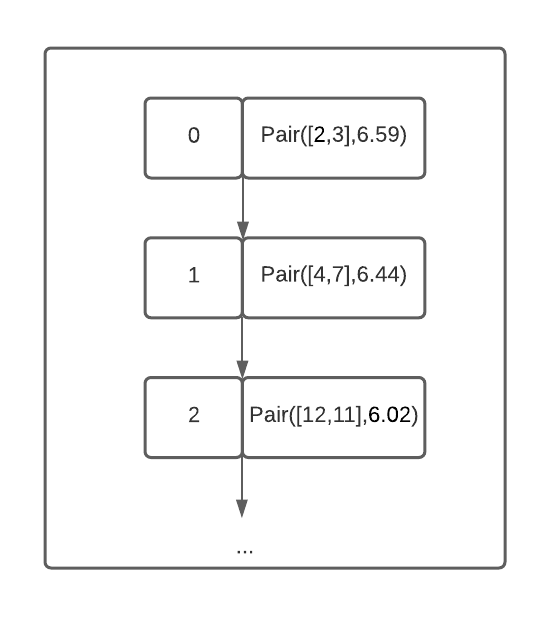 0 Pair([2,3],6.59)
1 Pair([4,7],6.44)
2 Pair([12,11],6.02)
...